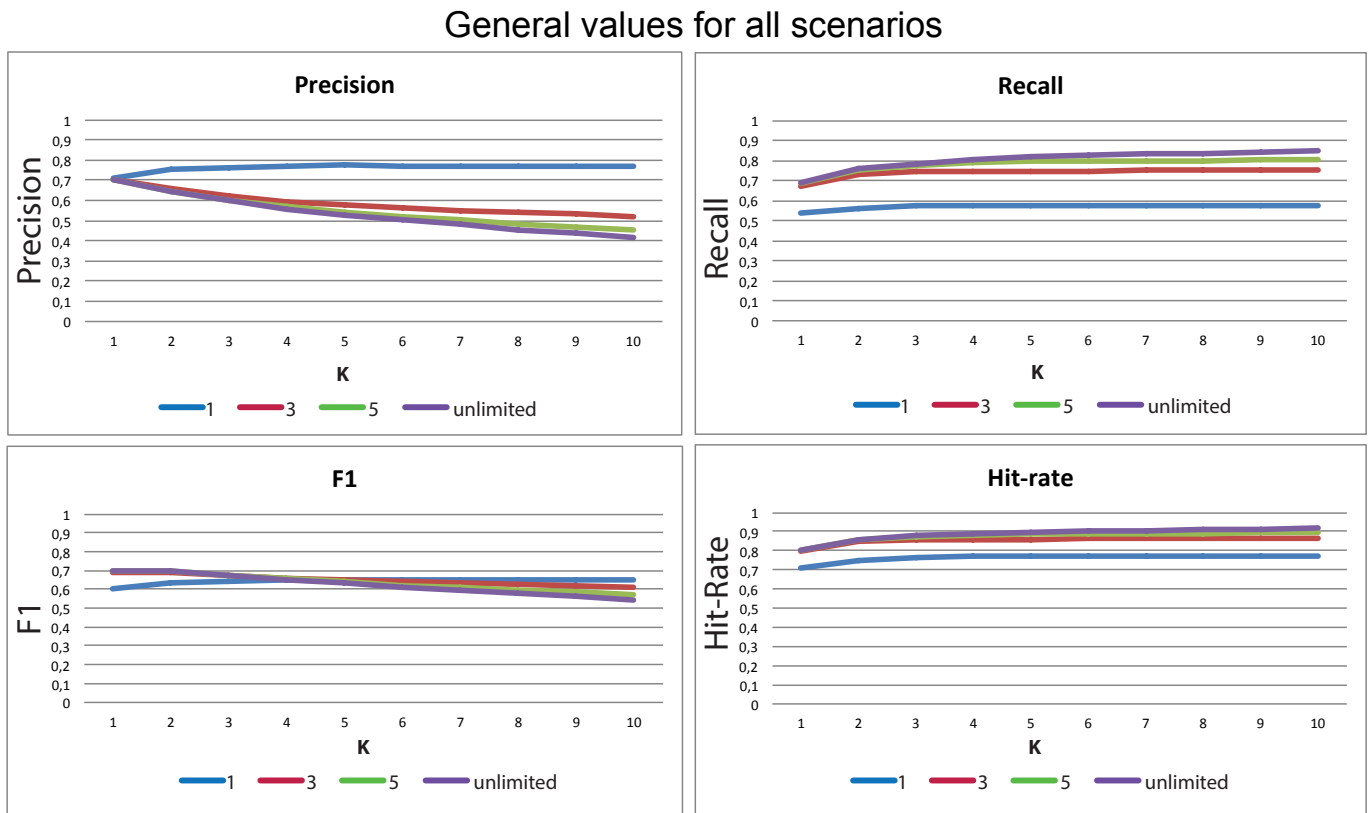 General values for all scenarios
Precision
Precision
1
0,9
0,8
0,7
0,6
0,5
0,4
0,3
0,2
0,1
0
1 2 3 4 5 6 7 8 9 10
K
1 3 5 unlimited
Recall
Recall
1
0,9
0,8
0,7
0,6
0,5
0,4
0,3
0,2
0,1
0
1 2 3 4 5 6 7 8 9 10
K
1 3 5 unlimited
F1
F1
1
0,9
0,8
0,7
0,6
0,5
0,4
0,3
0,2
0,1
0
1 2 3 4 5 6 7 8 9 10
K
1 3 5 unlimited
Hit-rate
Hit-Rate
1
0,9
0,8
0,7
0,6
0,5
0,4
0,3
0,2
0,1
0
1 2 3 4 5 6 7 8 9 10
K
1 3 5 unlimited